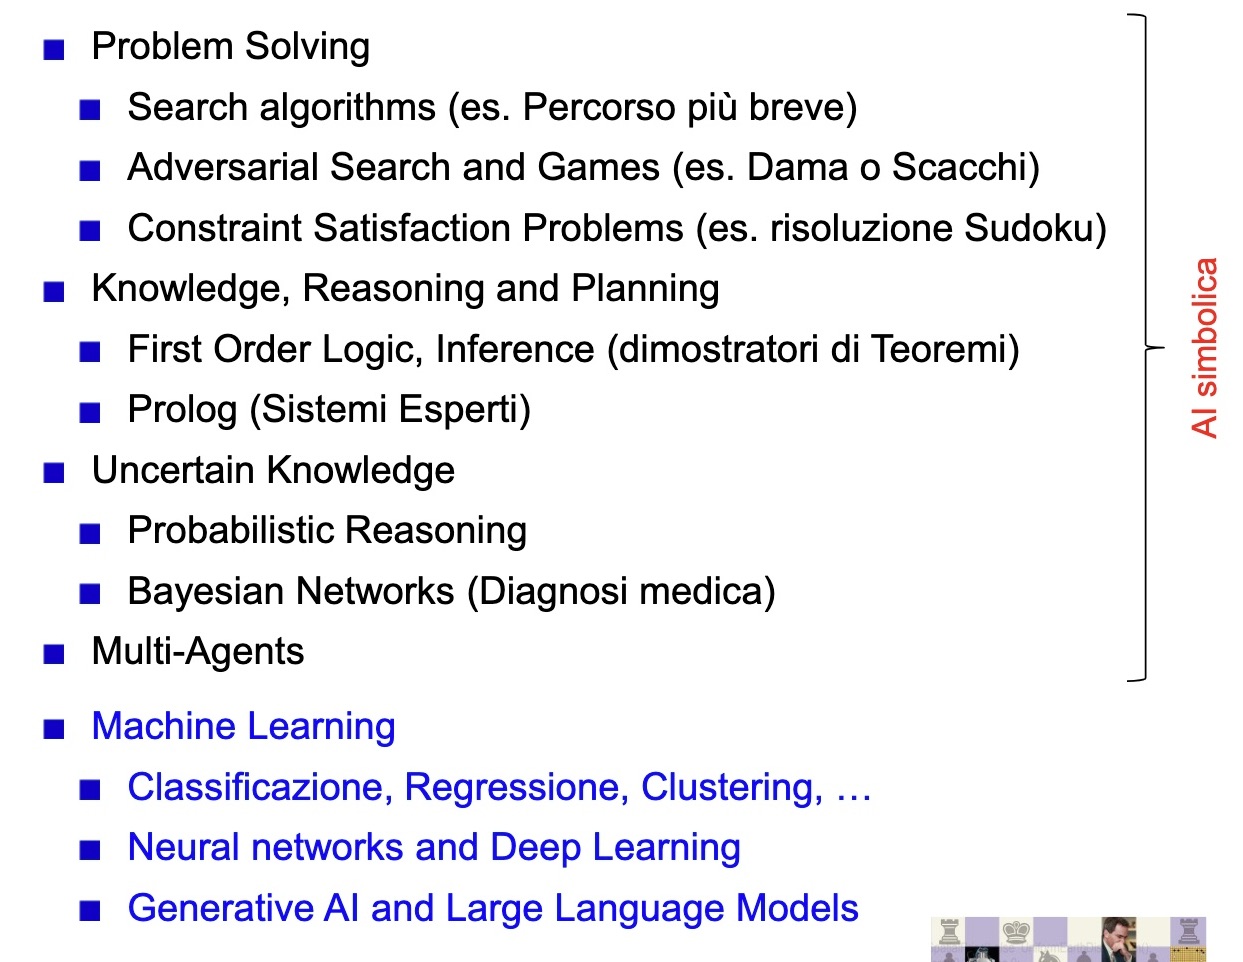 Problem Solving
Search algorithms (es. Percorso più breve)
Adversarial Search and Games (es. Dama o Scacchi)
Constraint Satisfaction Problems (es. risoluzione Sudoku)
Knowledge, Reasoning and Planning
First Order Logic, Inference (dimostratori di Teoremi)
Prolog (Sistemi Esperti)
Uncertain Knowledge
Probabilistic Reasoning
Bayesian Networks (Diagnosi medica)
Multi-Agents
AI simbolica
Machine Learning
Classificazione, Regressione, Clustering, …
Neural networks and Deep Learning
Generative AI and Large Language Models